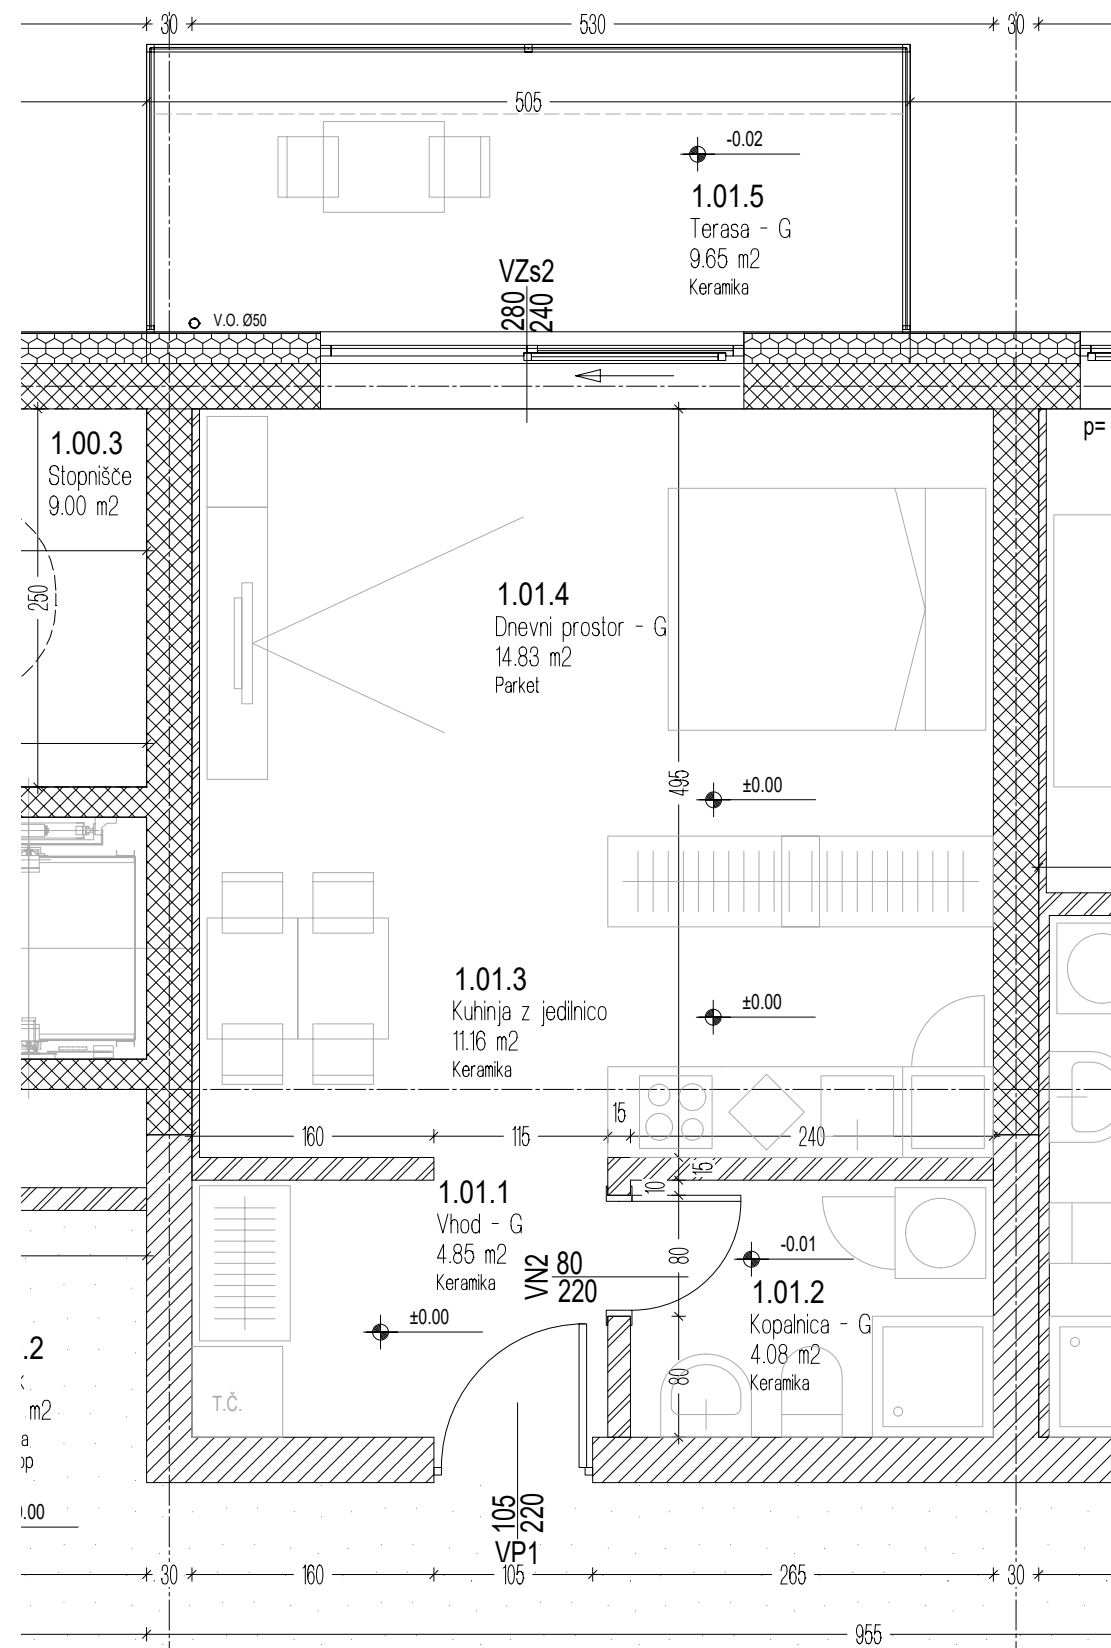 30
530
30
505
-0.02
1.01.5
Terasa - G
9.65 m2
Keramika
VZs2
280
240
V.O. Ø50
1.00.3
Stopnišče
9.00 m2
p=
250
1.01.4
Dnevni prostor - G
14.83 m2
Parket
495
±0.00
1.01.3
Kuhinja z jedilnico
11.16 m2
Keramika
±0.00
15
160
115
240
15
10
1.01.1
Vhod - G
4.85 m2
Keramika
VN2
80
220
80
-0.01
1.01.2
Kopalnica - G
4.08 m2
Keramika
±0.00
80
T.Č.
.2
m2
a
op
.00
105
220
VP1
30
160
105
265
30
955